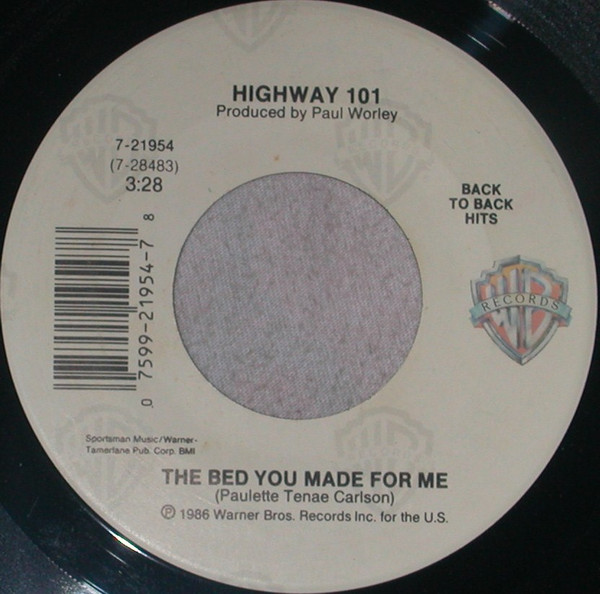 HIGHWAY 101
Produced by Paul Worley
7-21954
(7-28483)
3:28
BACK
TO BACK
HITS
0 7599-21954-7 8
WB
RECORDS
Sportsman Music/Warner-
Tamerlane Pub. Corp. BMI
THE BED YOU MADE FOR ME
(Paulette Tenae Carlson)
℗ 1986 Warner Bros. Records Inc. for the U.S.